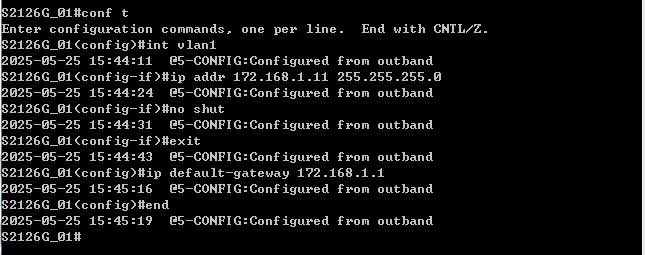 S2126G_01#conf t
Enter configuration commands, one per line.  End with CNTL/Z.
S2126G_01(config)#int vlan1
2025-05-25 15:44:11  @5-CONFIG:Configured from outband
S2126G_01(config-if)#ip addr 172.168.1.11 255.255.255.0
2025-05-25 15:44:24  @5-CONFIG:Configured from outband
S2126G_01(config-if)#no shut
2025-05-25 15:44:31  @5-CONFIG:Configured from outband
S2126G_01(config-if)#exit
2025-05-25 15:44:43  @5-CONFIG:Configured from outband
S2126G_01(config)#ip default-gateway 172.168.1.1
2025-05-25 15:45:16  @5-CONFIG:Configured from outband
S2126G_01(config)#end
2025-05-25 15:45:19  @5-CONFIG:Configured from outband
S2126G_01#